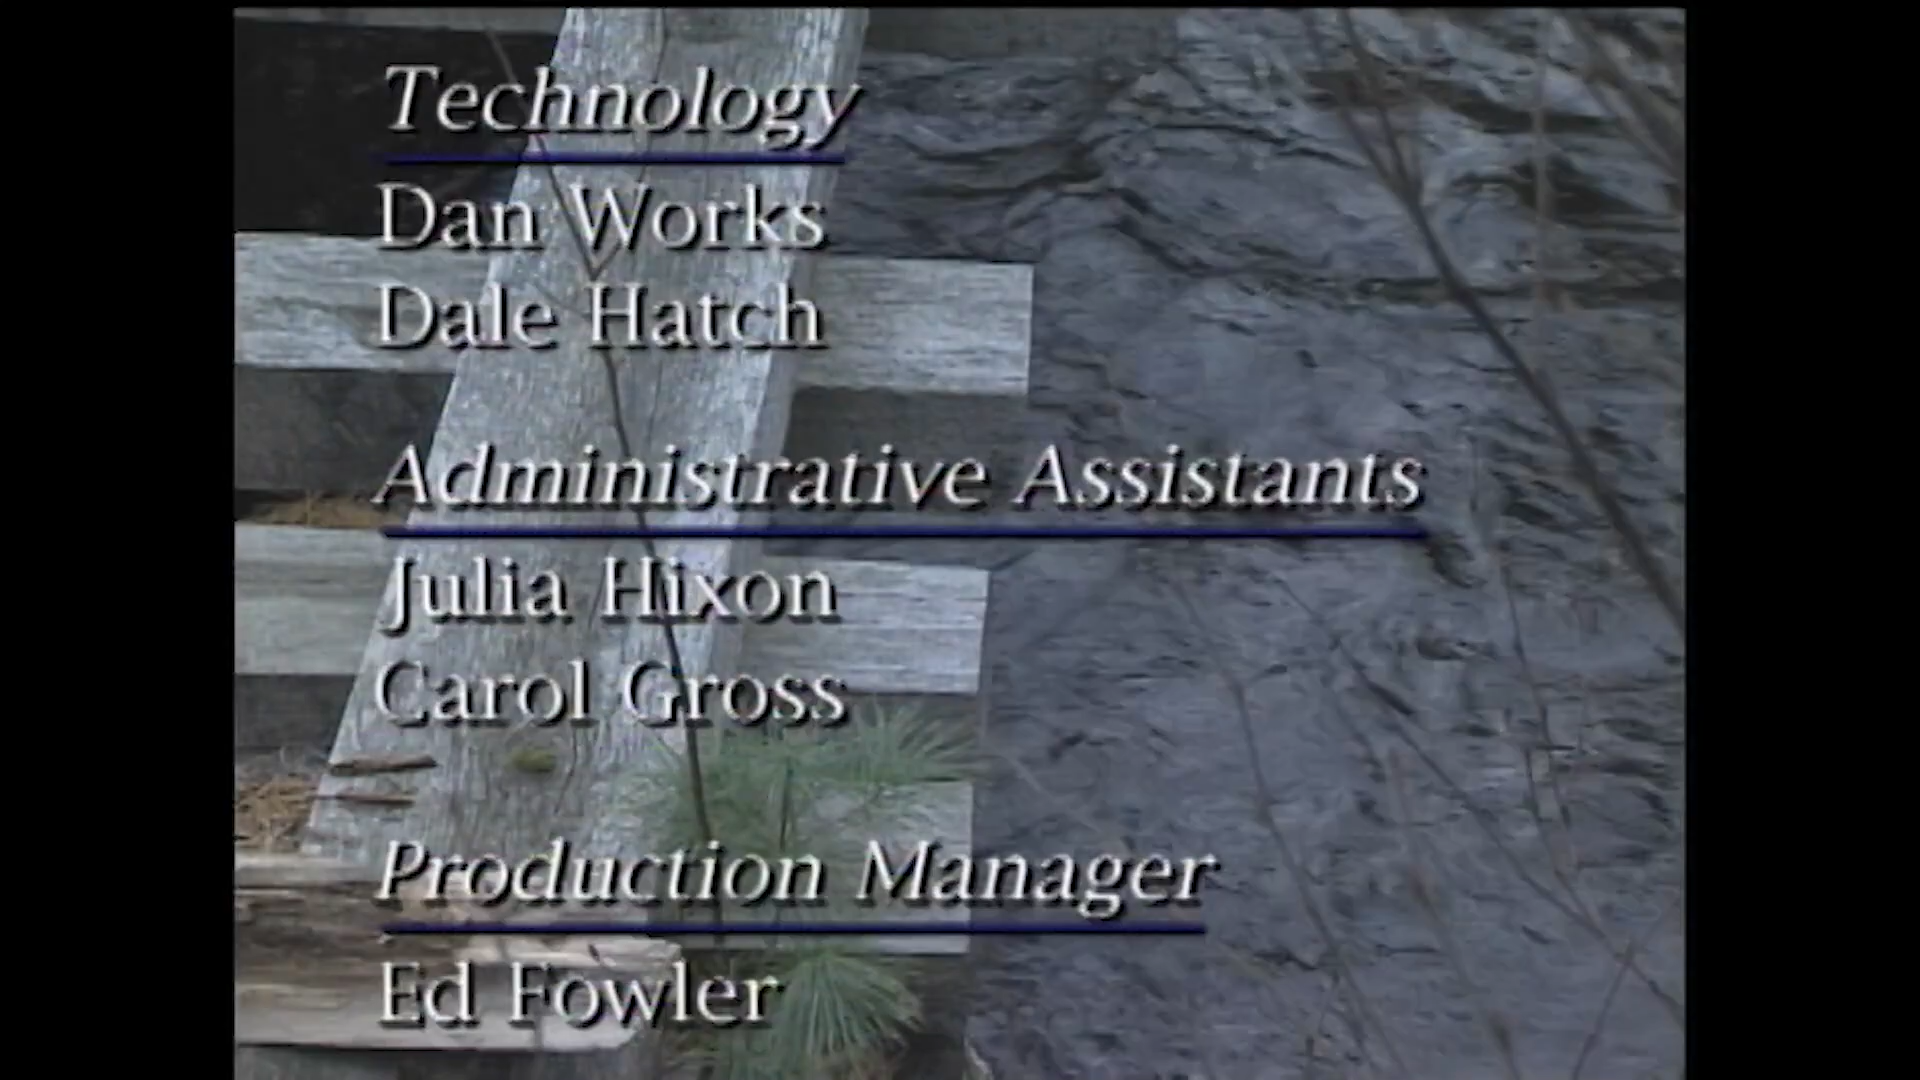 Technology
Dan Works
Dale Hatch
Administrative Assistants
Julia Hixon
Carol Gross
Production Manager
Ed Fowler